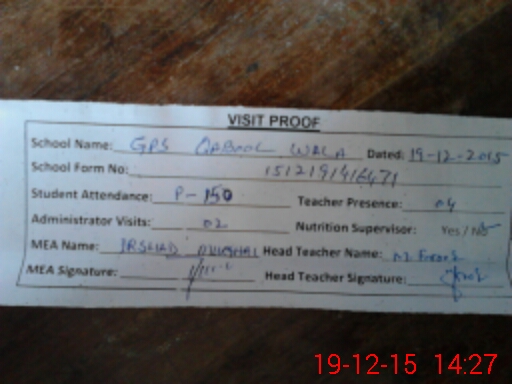 VISIT PROOF
School Name: GPS QABOOL WALA Dated: 19-12-2015
School Form No:
Student Attendance: P-150 Teacher Presence: 04
Administrator Visits: 02 Nutrition Supervisor: Yes / No
MEA Name: IRSHAD Head Teacher Name: M. Farooq
MEA Signature: Head Teacher Signature:
19-12-15 14:27